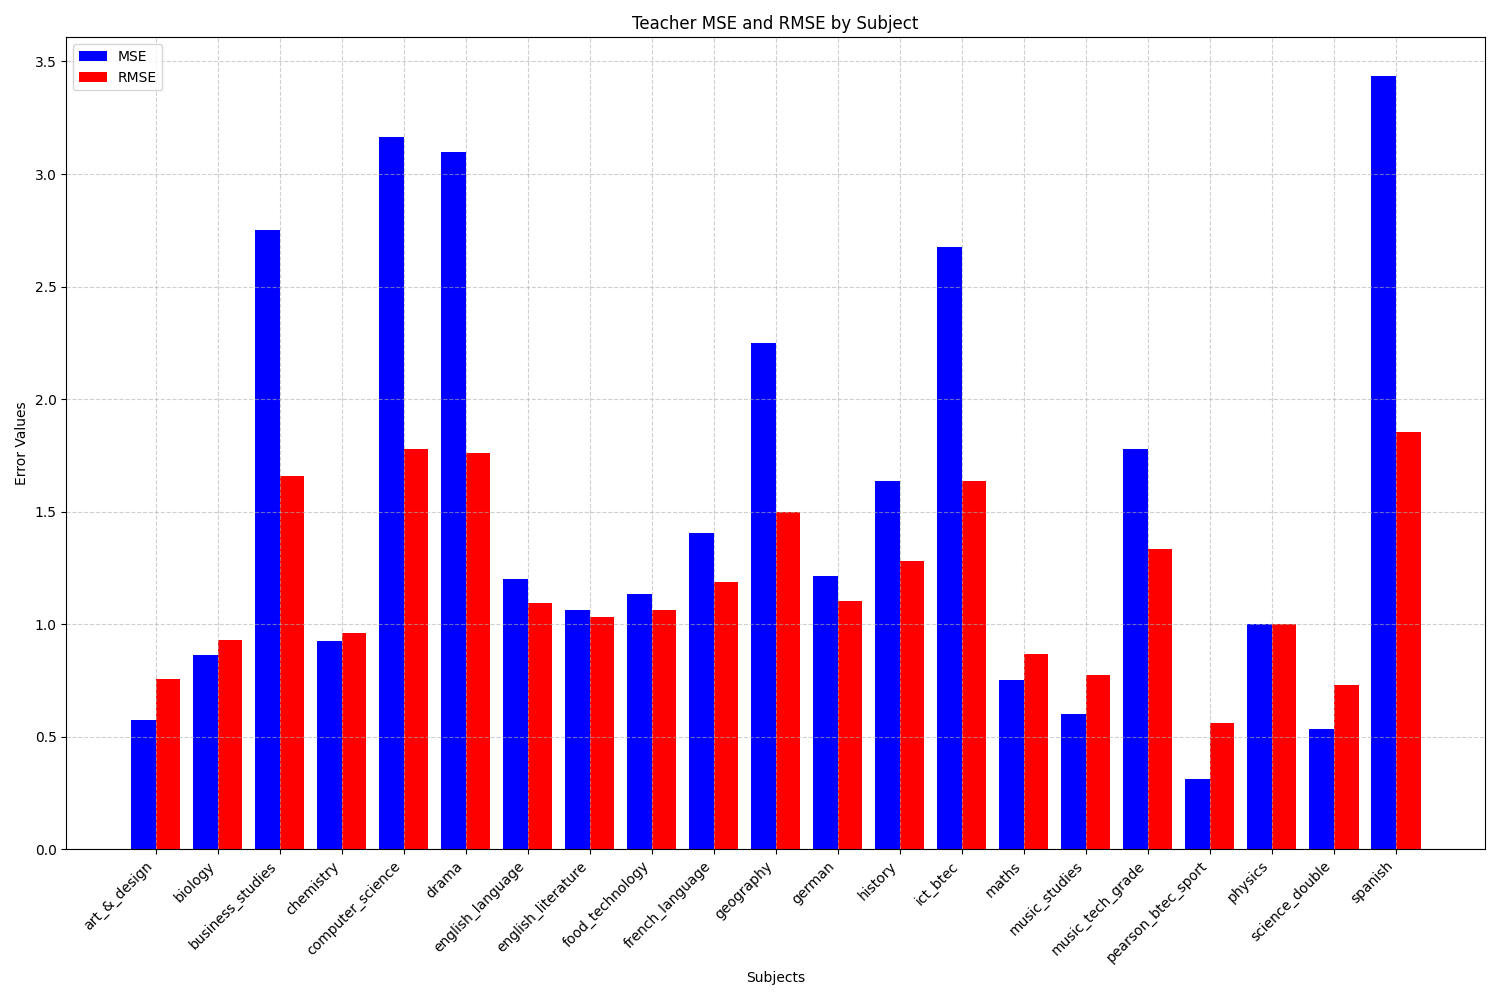 Teacher MSE and RMSE by Subject
MSE
RMSE
Error Values
3.5
3.0
2.5
2.0
1.5
1.0
0.5
0.0
art_&_design
biology
business_studies
chemistry
computer_science
drama
english_language
english_literature
food_technology
french_language
geography
german
history
ict_btec
maths
music_studies
music_tech_grade
pearson_btec_sport
physics
science_double
spanish
Subjects